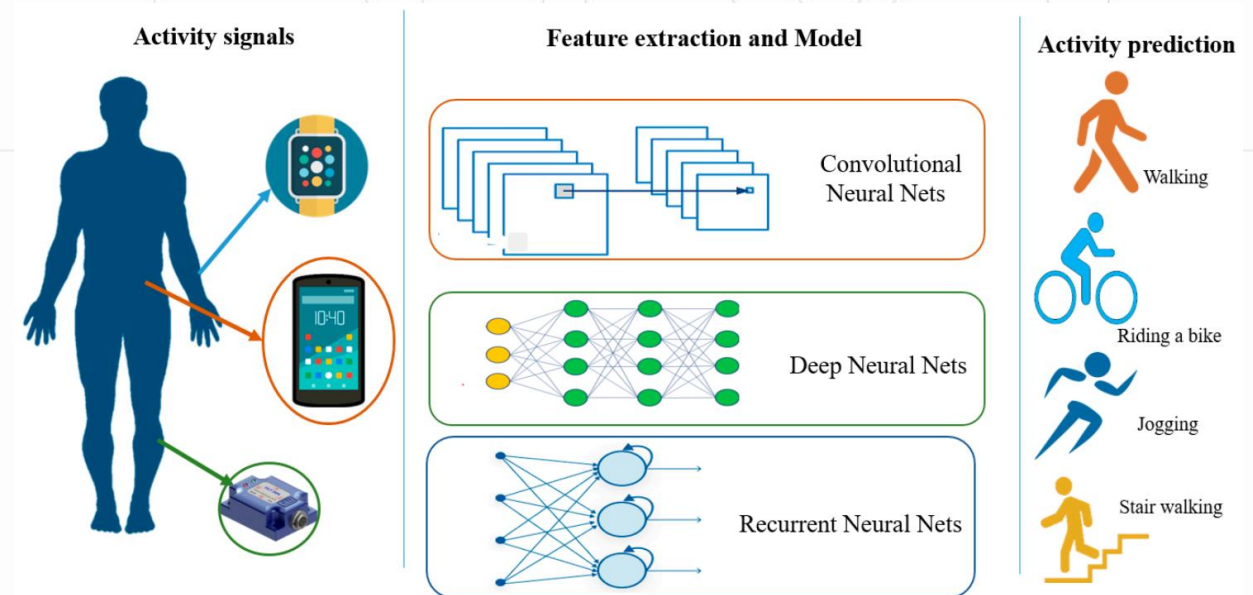 Activity signals
Feature extraction and Model
Activity prediction
Convolutional
Neural Nets
Walking
10:40
Riding a bike
Deep Neural Nets
Jogging
Stair walking
Recurrent Neural Nets